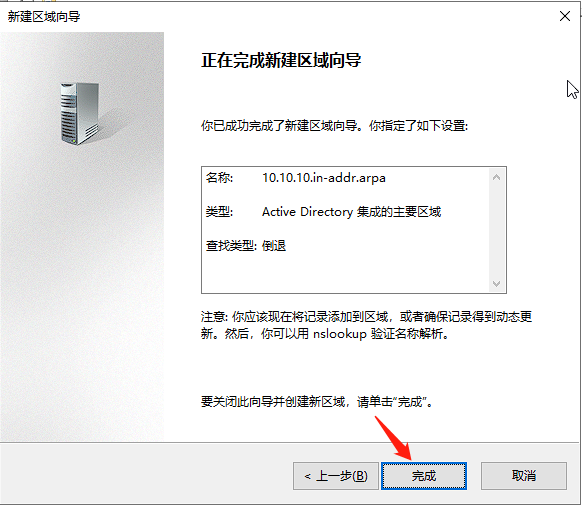 新建区域向导
正在完成新建区域向导
你已成功完成了新建区域向导。你指定了如下设置:
名称: 10.10.10.in-addr.arpa
类型: Active Directory 集成的主要区域
查找类型: 倒退
注意: 你应该现在将记录添加到区域，或者确保记录得到动态更
新。然后，你可以用 nslookup 验证名称解析。
要关闭此向导并创建新区域，请单击“完成”。
< 上一步(B) 完成 取消